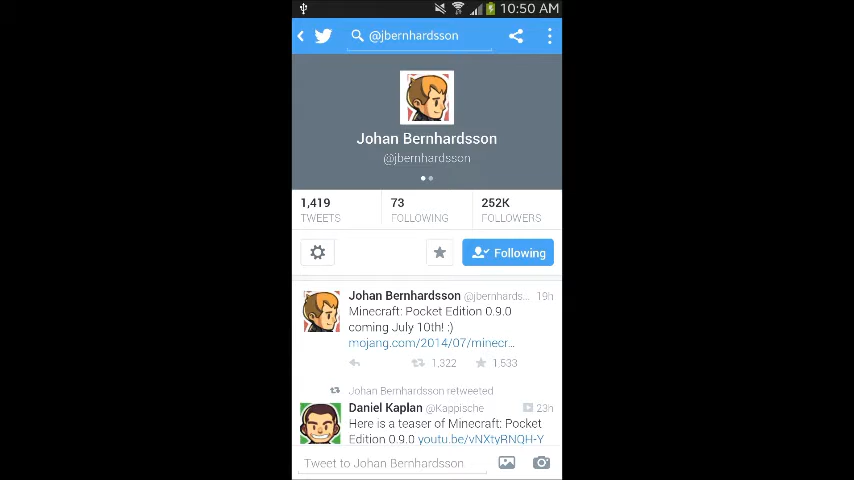 10:50 AM
@jbernhardsson
Johan Bernhardsson
@jbernhardsson
1,419 73 252K
TWEETS FOLLOWING FOLLOWERS
Following
Johan Bernhardsson @jbernhards... 19h
Minecraft: Pocket Edition 0.9.0
coming July 10th! :)
mojang.com/2014/07/minecr...
1,322 1,533
Johan Bernhardsson retweeted
Daniel Kaplan @Kappische 23h
Here is a teaser of Minecraft: Pocket
Edition 0.9.0 youtu.be/vNXtyRNQH-Y
Tweet to Johan Bernhardsson